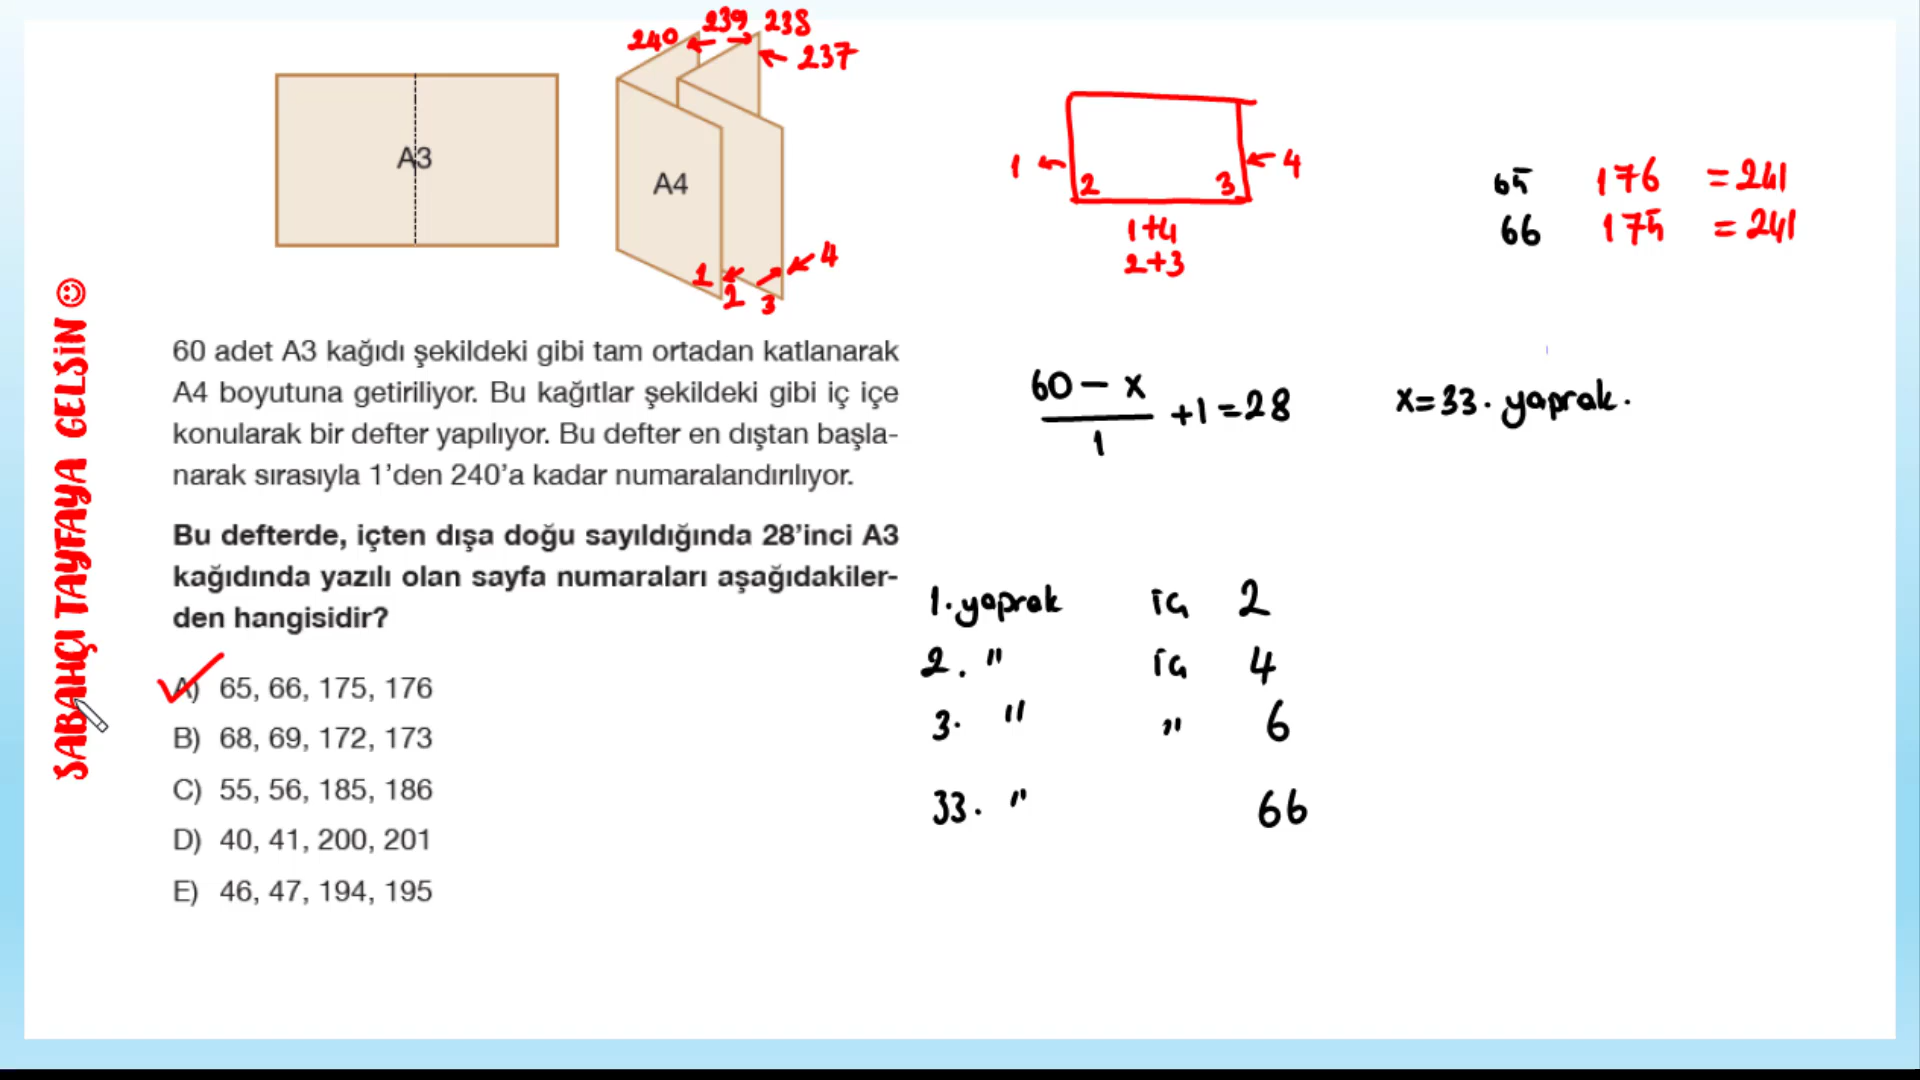 240 239 238
237
A3
A4
1
2
3
4
1
2
3
4
1+4
2+3
65 176 = 241
66 175 = 241
SABAHÇI TAYFAYA GELSİN ☺
60 adet A3 kağıdı şekildeki gibi tam ortadan katlanarak
A4 boyutuna getiriliyor. Bu kağıtlar şekildeki gibi iç içe
konularak bir defter yapılıyor. Bu defter en dıştan başla-
narak sırasıyla 1'den 240'a kadar numaralandırılıyor.
Bu defterde, içten dışa doğu sayıldığında 28'inci A3
kağıdında yazılı olan sayfa numaraları aşağıdakiler-
den hangisidir?
A) 65, 66, 175, 176
B) 68, 69, 172, 173
C) 55, 56, 185, 186
D) 40, 41, 200, 201
E) 46, 47, 194, 195
60 - x
1
+1 = 28
x = 33. yaprak.
1. yaprak iç 2
2. " iç 4
3. " " 6
33. " 66